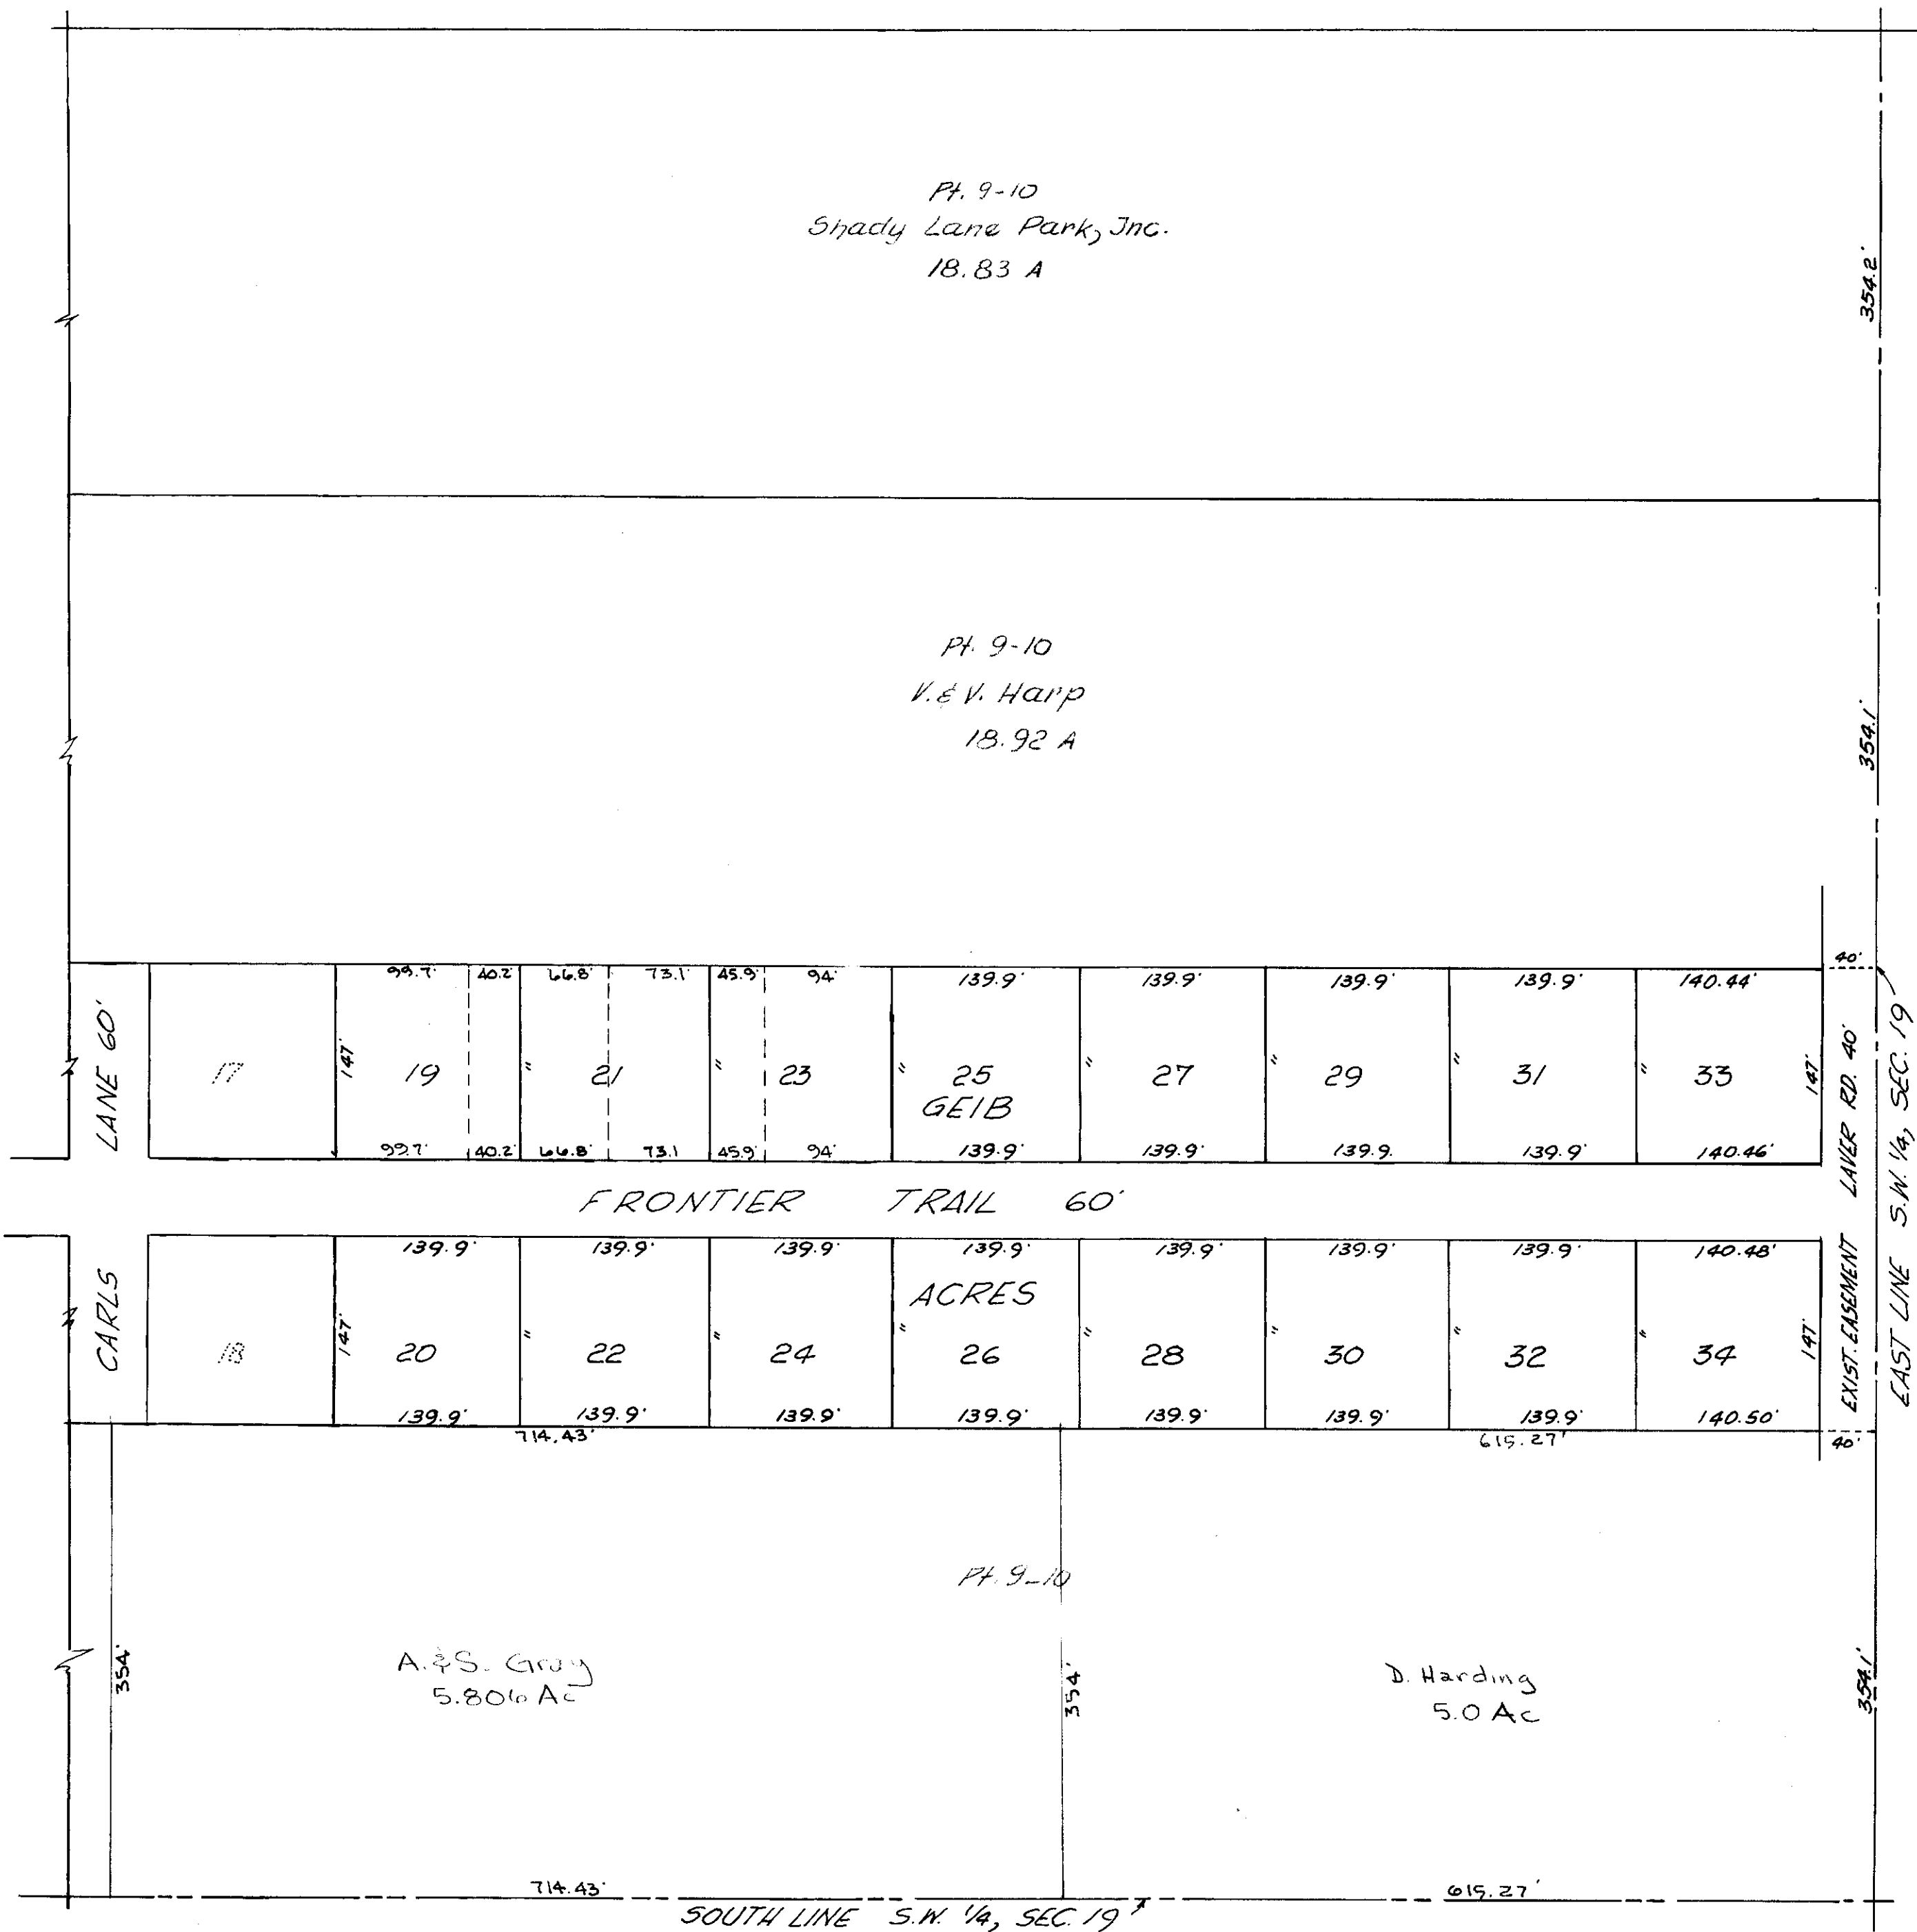 Pt. 9-10
Shady Lane Park, Inc.
18.83 A
354.2'
Pt. 9-10
V. & V. Harp
18.92 A
354.1'
99.7' 40.2' 66.8' 73.1' 45.9' 94' 139.9' 139.9' 139.9' 139.9' 140.44' 40'
LANE 60'
17 147' 19 " 21 " 23 " 25 " 27 " 29 " 31 " 33 147'
GEIB
99.7' 40.2' 66.8' 73.1 45.9' 94' 139.9' 139.9' 139.9. 139.9' 140.46'
LAVER RD. 40'
EAST LINE S.W. 1/4, SEC. 19
FRONTIER TRAIL 60'
139.9' 139.9' 139.9' 139.9' 139.9' 139.9' 139.9' 140.48'
ACRES
CARLS
18 147' 20 " 22 " 24 " 26 " 28 " 30 " 32 " 34 147'
EXIST. EASEMENT
139.9' 139.9' 139.9' 139.9' 139.9' 139.9' 139.9' 140.50'
714.43' 615.27' 40'
Pt. 9-10
A. & S. Gray
5.806 Ac
354'
354'
D. Harding
5.0 Ac
354.1'
714.43' 615.27'
SOUTH LINE S.W. 1/4, SEC. 19